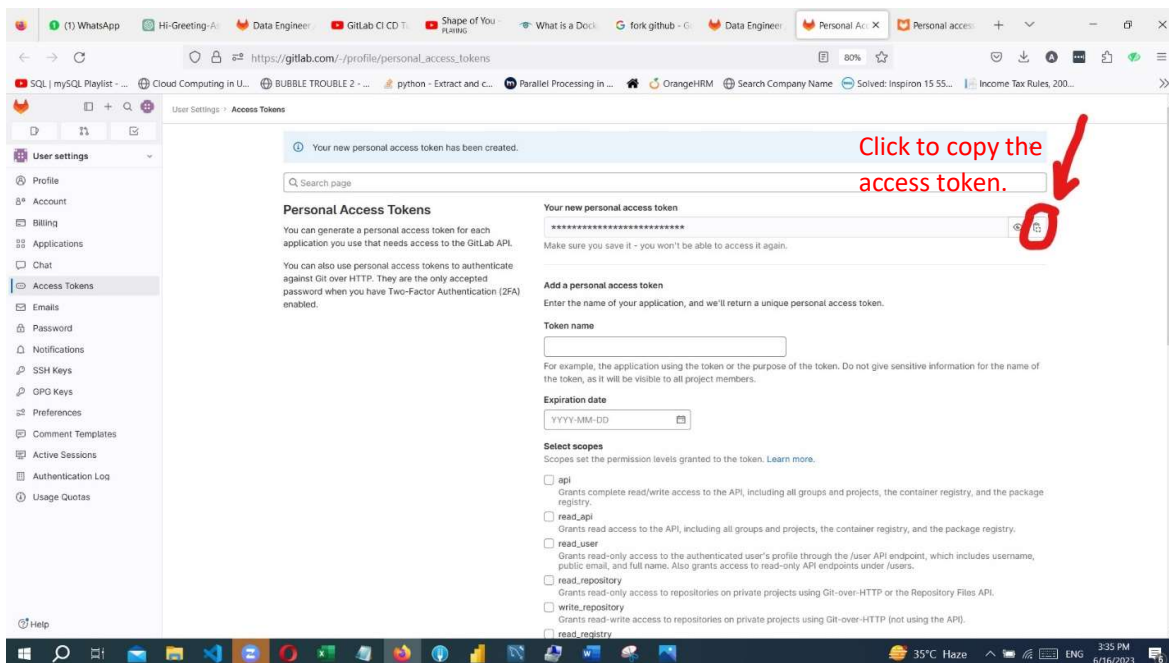 (1) WhatsApp
Hi-Greeting-A
Data Engineer
GitLab CI CD T
Shape of You
PLAYING
What is a Dock
fork github - G
Data Engineer
Personal Acc
Personal access
https://gitlab.com/-/profile/personal_access_tokens
80%
SQL | mySQL Playlist - ...
Cloud Computing in U...
BUBBLE TROUBLE 2 - ...
python - Extract and c...
Parallel Processing in ...
OrangeHRM
Search Company Name
Solved: Inspiron 15 55...
Income Tax Rules, 200...
User Settings > Access Tokens
User settings
Profile
Account
Billing
Applications
Chat
Access Tokens
Emails
Password
Notifications
SSH Keys
GPG Keys
Preferences
Comment Templates
Active Sessions
Authentication Log
Usage Quotas
Help
Your new personal access token has been created.
Click to copy the
access token.
Search page
Personal Access Tokens
You can generate a personal access token for each
application you use that needs access to the GitLab API.
You can also use personal access tokens to authenticate
against Git over HTTP. They are the only accepted
password when you have Two-Factor Authentication (2FA)
enabled.
Your new personal access token
**************************
Make sure you save it - you won't be able to access it again.
Add a personal access token
Enter the name of your application, and we'll return a unique personal access token.
Token name
For example, the application using the token or the purpose of the token. Do not give sensitive information for the name of
the token, as it will be visible to all project members.
Expiration date
YYYY-MM-DD
Select scopes
Scopes set the permission levels granted to the token. Learn more.
api
Grants complete read/write access to the API, including all groups and projects, the container registry, and the package
registry.
read_api
Grants read access to the API, including all groups and projects, the container registry, and the package registry.
read_user
Grants read-only access to the authenticated user's profile through the /user API endpoint, which includes username,
public email, and full name. Also grants access to read-only API endpoints under /users.
read_repository
Grants read-only access to repositories on private projects using Git-over-HTTP or the Repository Files API.
write_repository
Grants read-write access to repositories on private projects using Git-over-HTTP (not using the API).
read_registry
35°C Haze
ENG
3:35 PM
6/16/2023